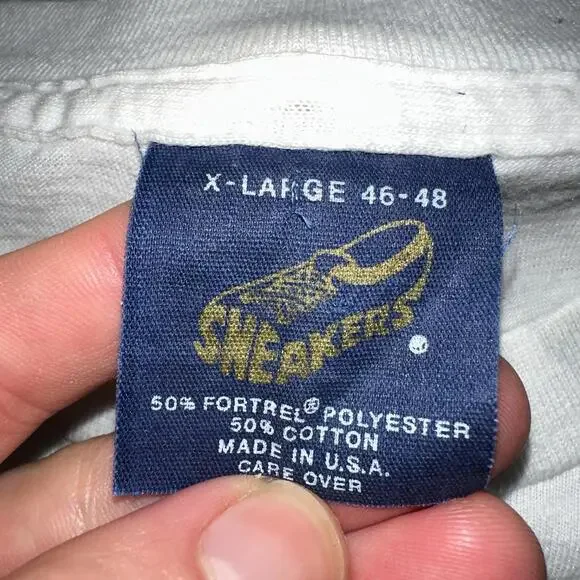 X-LARGE 46-48
SNEAKERS
50% FORTREL® POLYESTER
50% COTTON
MADE IN U.S.A.
CARE OVER